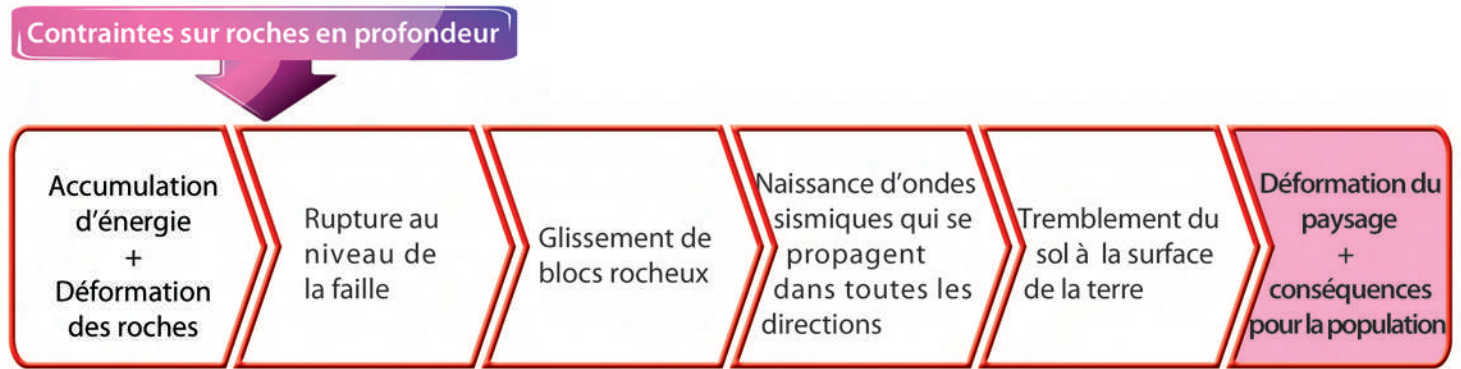 Contraintes sur roches en profondeur
Accumulation
d'énergie
+
Déformation
des roches
Rupture au
niveau de
la faille
Glissement de
blocs rocheux
Naissance d'ondes
sismiques qui se
propagent
dans toutes les
directions
Tremblement du
sol à la surface
de la terre
Déformation du
paysage
+
conséquences
pour la population